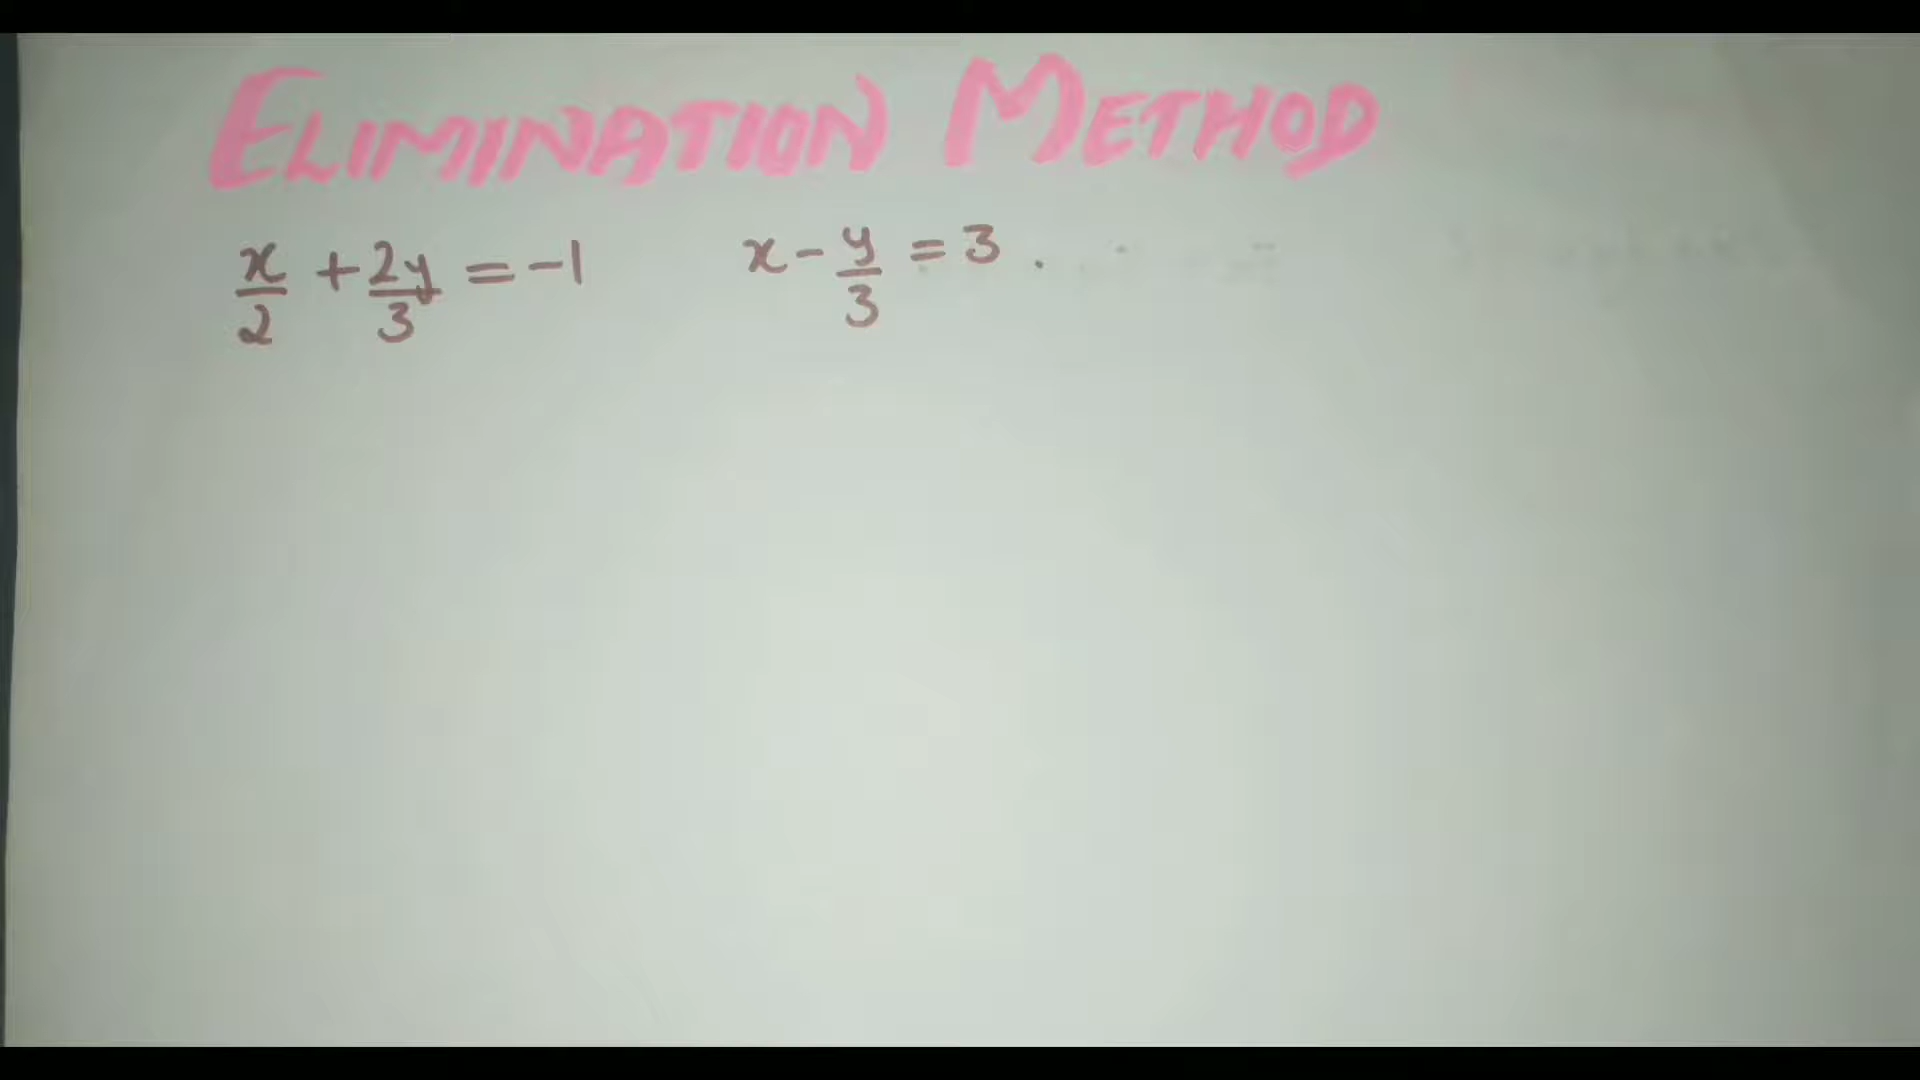 ELIMINATION METHOD
x/2 + 2y/3 = -1 x - y/3 = 3 .